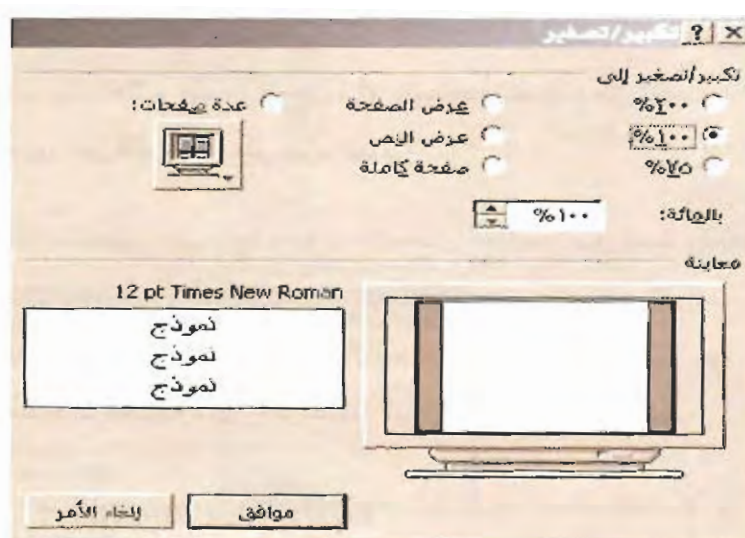 تكبير/تصغير
تكبير/تصغير إلى
٢٠٠%
عرض الصفحة
عدة صفحات:
١٠٠%
عرض النص
٧٥%
صفحة كاملة
بالمائة:
١٠٠%
معاينة
12 pt Times New Roman
نموذج
نموذج
نموذج
موافق
إلغاء الأمر